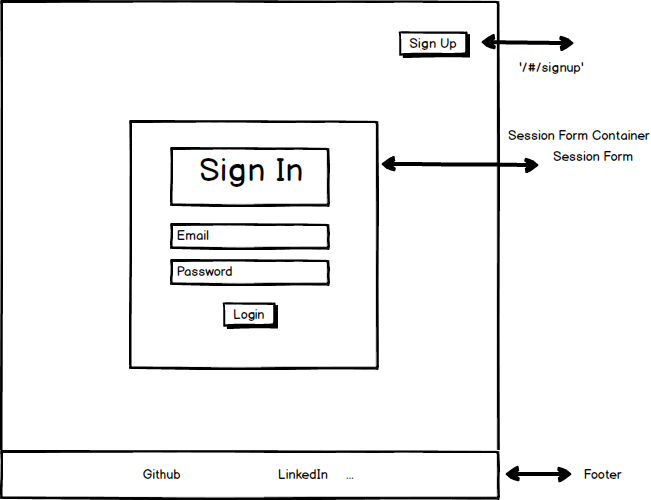 Sign Up
'/#/signup'
Session Form Container
Session Form
Sign In
Email
Password
Login
Github LinkedIn ...
Footer